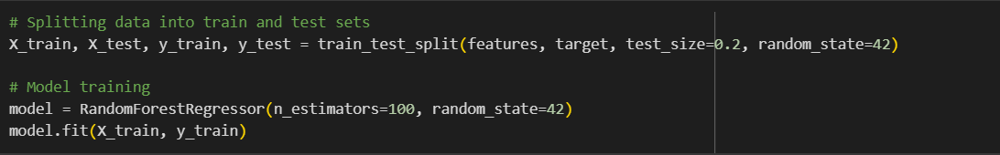 # Splitting data into train and test sets
X_train, X_test, y_train, y_test = train_test_split(features, target, test_size=0.2, random_state=42)
# Model training
model = RandomForestRegressor(n_estimators=100, random_state=42)
model.fit(X_train, y_train)